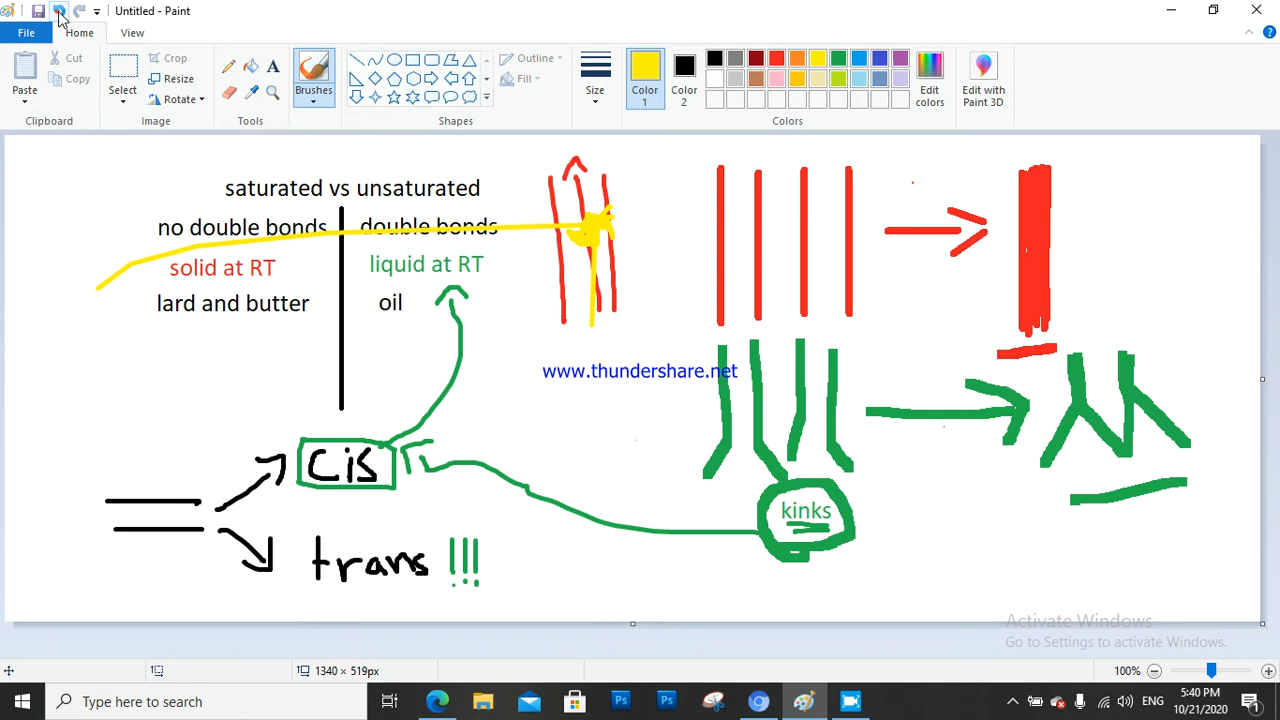 Untitled - Paint
File Home View
Paste Cut Copy Clipboard
Select Crop Resize Rotate Image
Tools
Brushes
Outline Fill Shapes
Size
Color 1 Color 2 Edit colors Colors
Edit with Paint 3D
saturated vs unsaturated
no double bonds double bonds
solid at RT liquid at RT
lard and butter oil
www.thundershare.net
cis
kinks
trans !!!
Activate Windows
Go to Settings to activate Windows.
1340 × 519px 100%
Type here to search
ENG 5:40 PM
10/21/2020
1